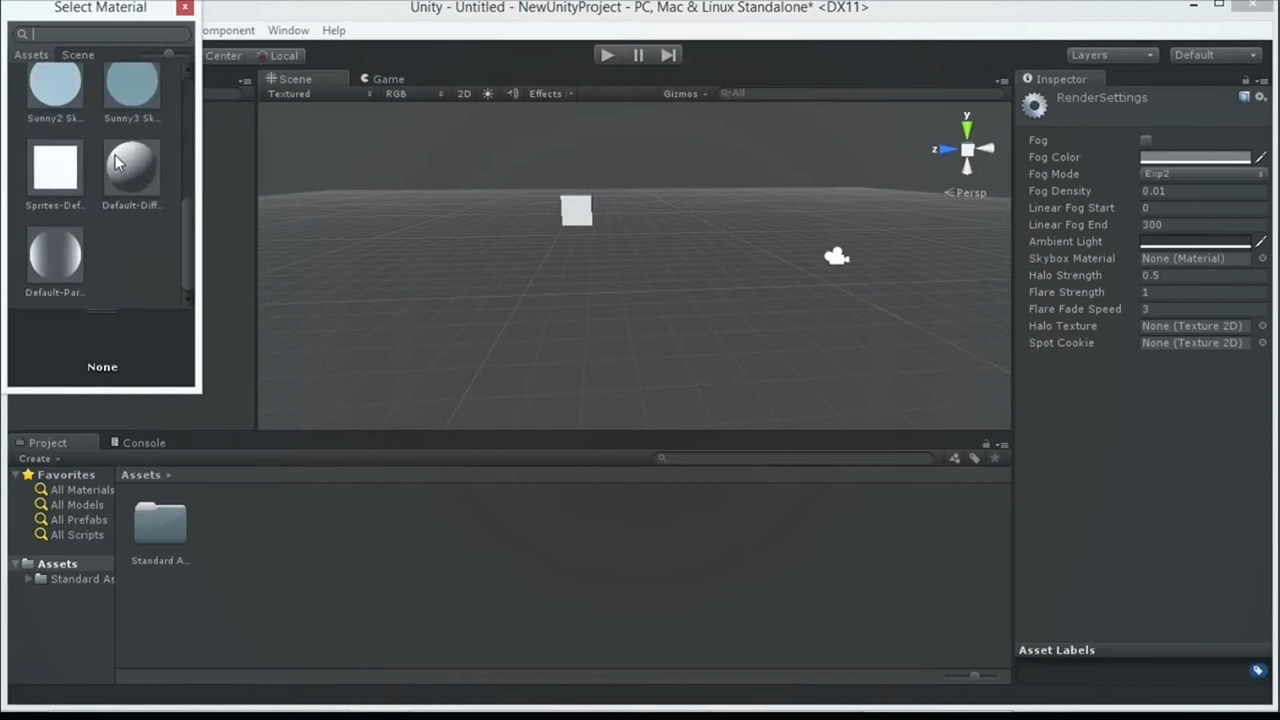 Select Material
x
Unity - Untitled - NewUnityProject - PC, Mac & Linux Standalone* <DX11>
omponent Window Help
Assets Scene
Center Local
Layers Default
Sunny2 Sk.. Sunny3 Sk..
Sprites-Def.. Default-Diff..
Default-Par..
None
Scene Game
Textured RGB 2D Effects Gizmos All
y
z
Persp
Inspector
RenderSettings
Fog
Fog Color
Fog Mode Exp2
Fog Density 0.01
Linear Fog Start 0
Linear Fog End 300
Ambient Light
Skybox Material None (Material)
Halo Strength 0.5
Flare Strength 1
Flare Fade Speed 3
Halo Texture None (Texture 2D)
Spot Cookie None (Texture 2D)
Project Console
Create
Favorites
All Materials
All Models
All Prefabs
All Scripts
Assets
Standard As
Assets
Standard A...
Asset Labels